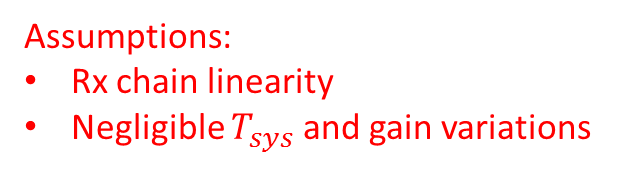 Assumptions:
• Rx chain linearity
• Negligible T_sys and gain variations